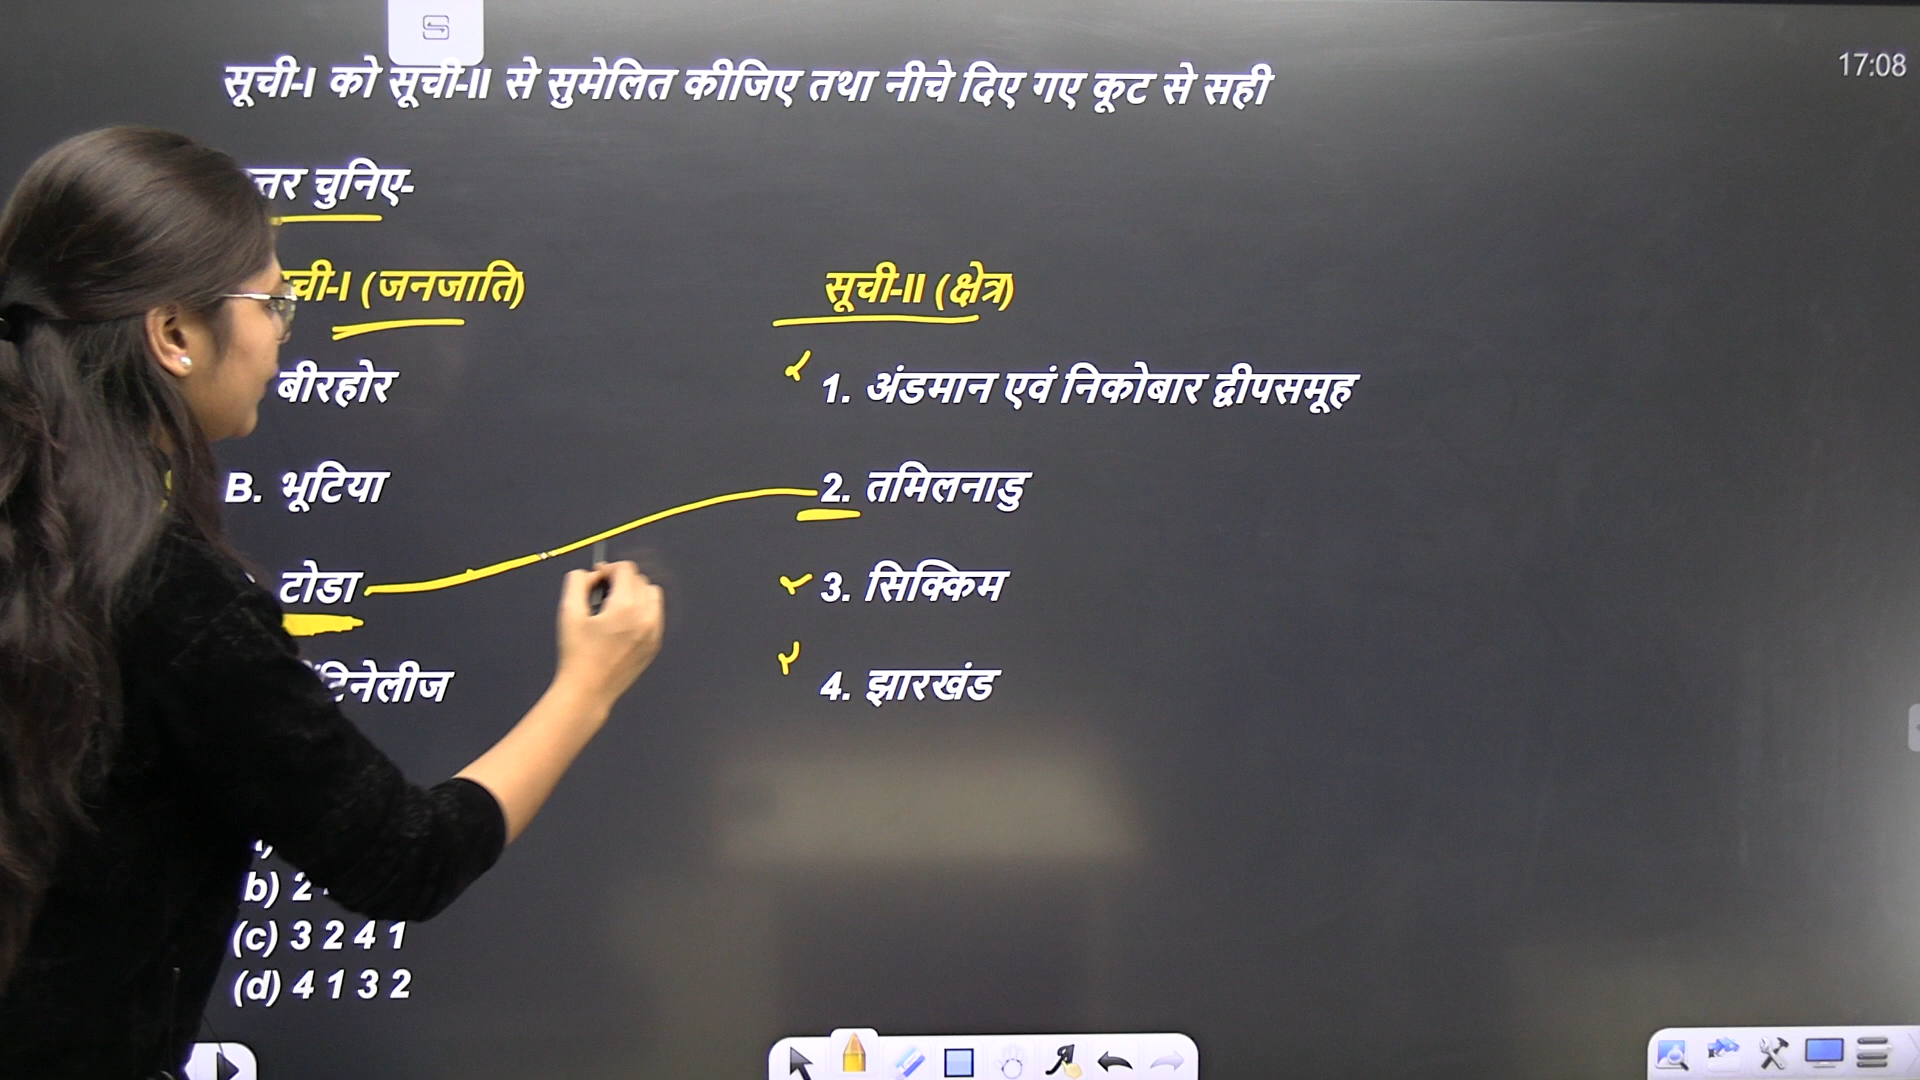 17:08
सूची-I को सूची-II से सुमेलित कीजिए तथा नीचे दिए गए कूट से सही
चुनिए-
(जनजाति) सूची-II (क्षेत्र)
बीरहोर 1. अंडमान एवं निकोबार द्वीपसमूह
B. भूटिया 2. तमिलनाडु
टोडा 3. सिक्किम
4. झारखंड
b) 2
(c) 3 2 4 1
(d) 4 1 3 2